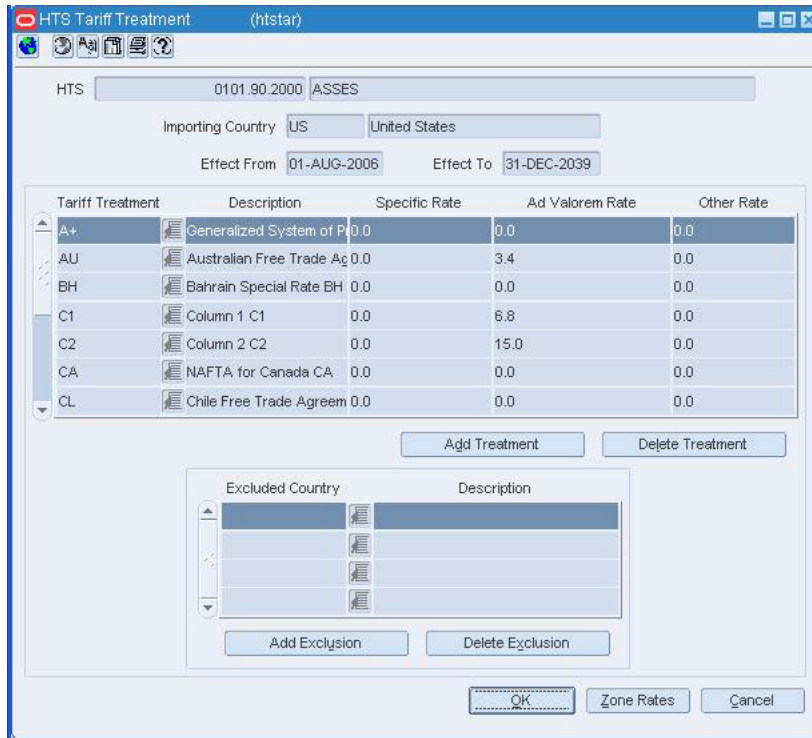 HTS Tariff Treatment (htstar)
HTS 0101.90.2000 ASSES
Importing Country US United States
Effect From 01-AUG-2006 Effect To 31-DEC-2039
Tariff Treatment Description Specific Rate Ad Valorem Rate Other Rate
A+ Generalized System of P 0.0 0.0 0.0
AU Australian Free Trade Ag 0.0 3.4 0.0
BH Bahrain Special Rate BH 0.0 0.0 0.0
C1 Column 1 C1 0.0 6.8 0.0
C2 Column 2 C2 0.0 15.0 0.0
CA NAFTA for Canada CA 0.0 0.0 0.0
CL Chile Free Trade Agreem 0.0 0.0 0.0
Add Treatment Delete Treatment
Excluded Country Description
Add Exclusion Delete Exclusion
OK Zone Rates Cancel